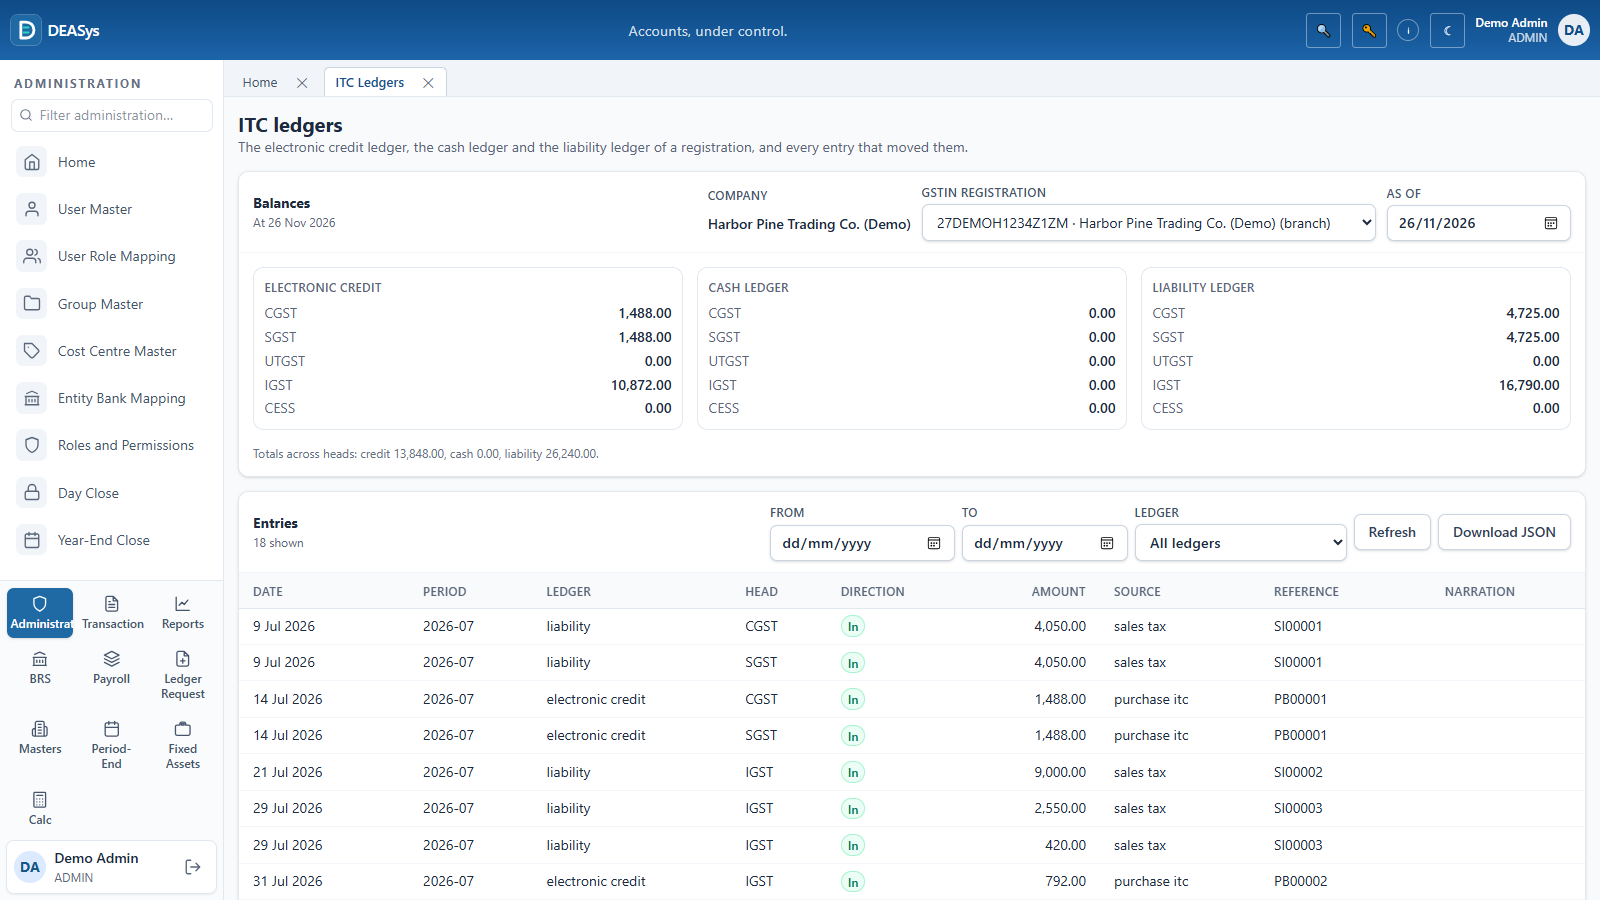 DEASys
Accounts, under control.
Demo Admin
ADMIN
DA
ADMINISTRATION
Filter administration...
Home
User Master
User Role Mapping
Group Master
Cost Centre Master
Entity Bank Mapping
Roles and Permissions
Day Close
Year-End Close
Administrat
Transaction
Reports
BRS
Payroll
Ledger Request
Masters
Period-End
Fixed Assets
Calc
DA
Demo Admin
ADMIN
Home
ITC Ledgers
ITC ledgers
The electronic credit ledger, the cash ledger and the liability ledger of a registration, and every entry that moved them.
Balances
At 26 Nov 2026
COMPANY
Harbor Pine Trading Co. (Demo)
GSTIN REGISTRATION
27DEMOH1234Z1ZM · Harbor Pine Trading Co. (Demo) (branch)
AS OF
26/11/2026
ELECTRONIC CREDIT
CGST 1,488.00
SGST 1,488.00
UTGST 0.00
IGST 10,872.00
CESS 0.00
CASH LEDGER
CGST 0.00
SGST 0.00
UTGST 0.00
IGST 0.00
CESS 0.00
LIABILITY LEDGER
CGST 4,725.00
SGST 4,725.00
UTGST 0.00
IGST 16,790.00
CESS 0.00
Totals across heads: credit 13,848.00, cash 0.00, liability 26,240.00.
Entries
18 shown
FROM
dd/mm/yyyy
TO
dd/mm/yyyy
LEDGER
All ledgers
Refresh
Download JSON
DATE PERIOD LEDGER HEAD DIRECTION AMOUNT SOURCE REFERENCE NARRATION
9 Jul 2026 2026-07 liability CGST In 4,050.00 sales tax SI00001
9 Jul 2026 2026-07 liability SGST In 4,050.00 sales tax SI00001
14 Jul 2026 2026-07 electronic credit CGST In 1,488.00 purchase itc PB00001
14 Jul 2026 2026-07 electronic credit SGST In 1,488.00 purchase itc PB00001
21 Jul 2026 2026-07 liability IGST In 9,000.00 sales tax SI00002
29 Jul 2026 2026-07 liability IGST In 2,550.00 sales tax SI00003
29 Jul 2026 2026-07 liability IGST In 420.00 sales tax SI00003
31 Jul 2026 2026-07 electronic credit IGST In 792.00 purchase itc PB00002